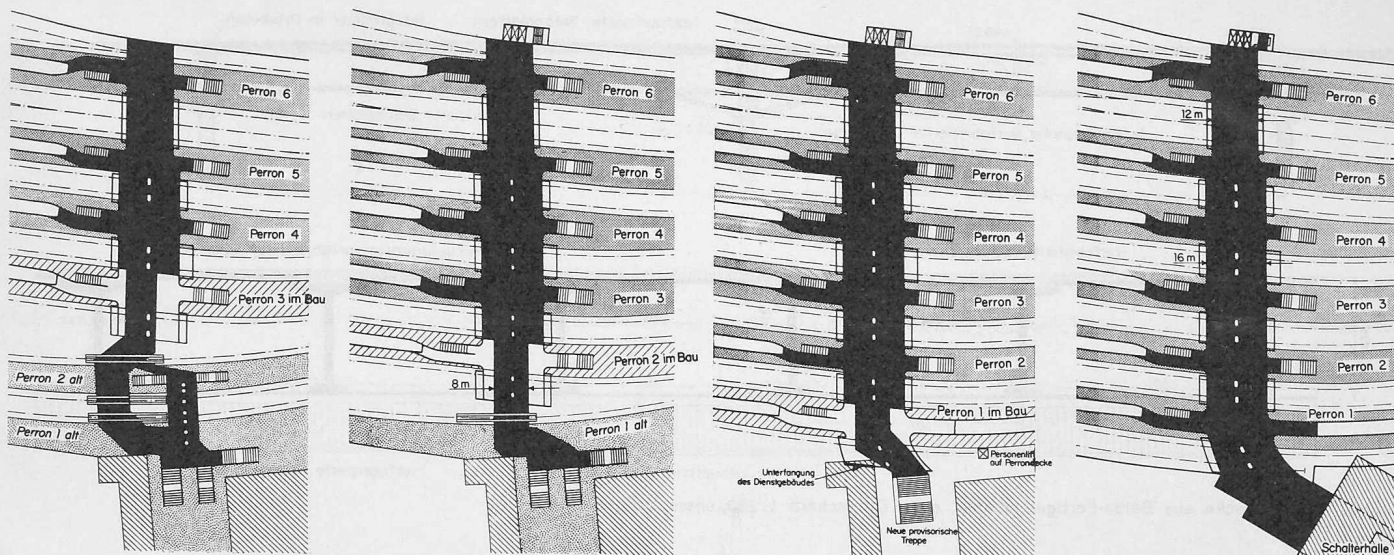 Perron 6
Perron 5
Perron 4
Perron 3 im Bau
Perron 2 alt
Perron 1 alt
Perron 6
Perron 5
Perron 4
Perron 3
Perron 2 im Bau
8 m
Perron 1 alt
Perron 6
Perron 5
Perron 4
Perron 3
Perron 2
Perron 1 im Bau
Personenlift
auf Perrondecke
Unterfangung
des Dienstgebäudes
Neue provisorische
Treppe
Perron 6
12 m
Perron 5
Perron 4
16 m
Perron 3
Perron 2
Perron 1
Schalterhalle